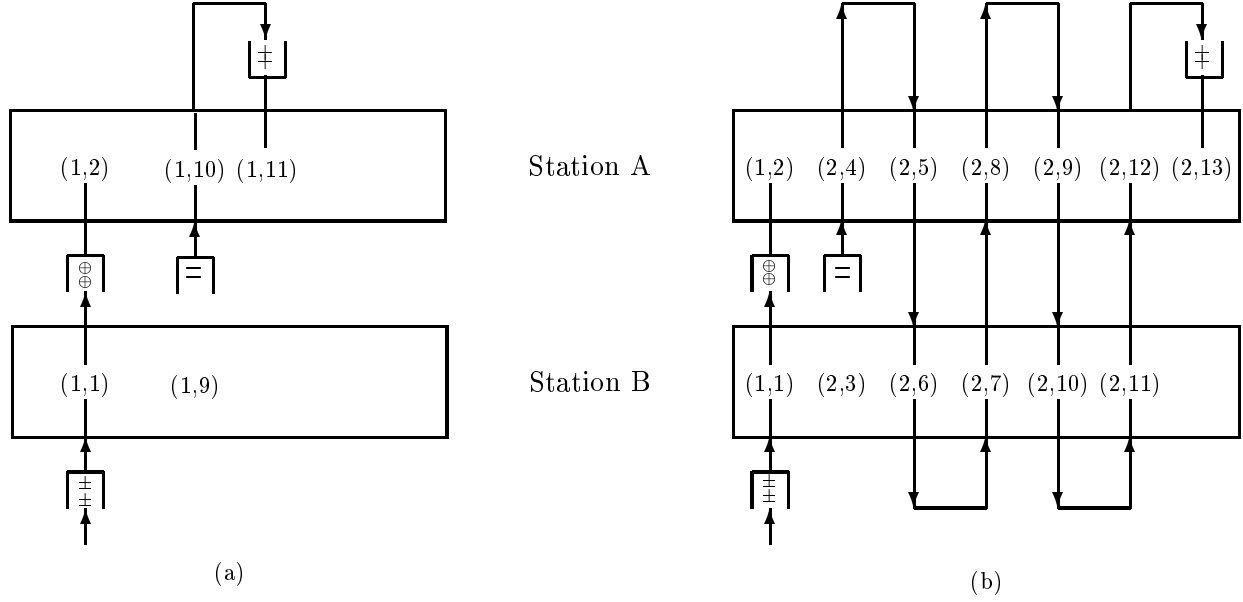 (1,2) (1,10) (1,11) Station A (1,2) (2,4) (2,5) (2,8) (2,9) (2,12) (2,13)
(1,1) (1,9) Station B (1,1) (2,3) (2,6) (2,7) (2,10) (2,11)
(a) (b)